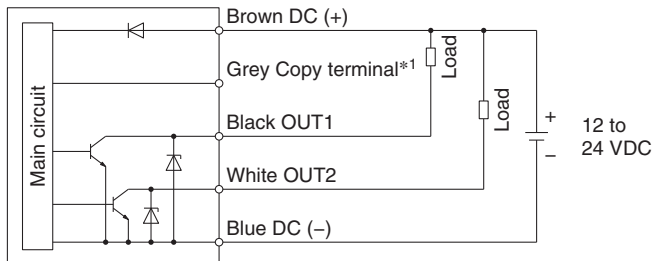 Brown DC (+)
Grey Copy terminal*1
Load
Load
Main circuit
Black OUT1
+
12 to
24 VDC
−
White OUT2
Blue DC (−)